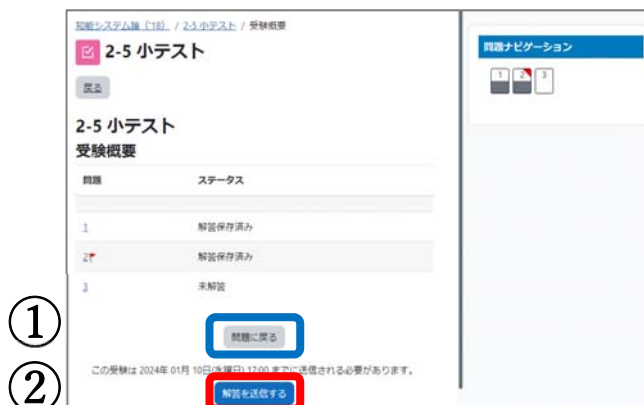 知能システム論（'18） / 2-5 小テスト / 受験概要
2-5 小テスト
戻る
2-5 小テスト
受験概要
問題 ステータス
1 解答保存済み
2 解答保存済み
3 未解答
① 問題に戻る
この受験は 2024年 01月 10日(水曜日) 17:00 までに送信される必要があります。
② 解答を送信する
問題ナビゲーション
1 2 3